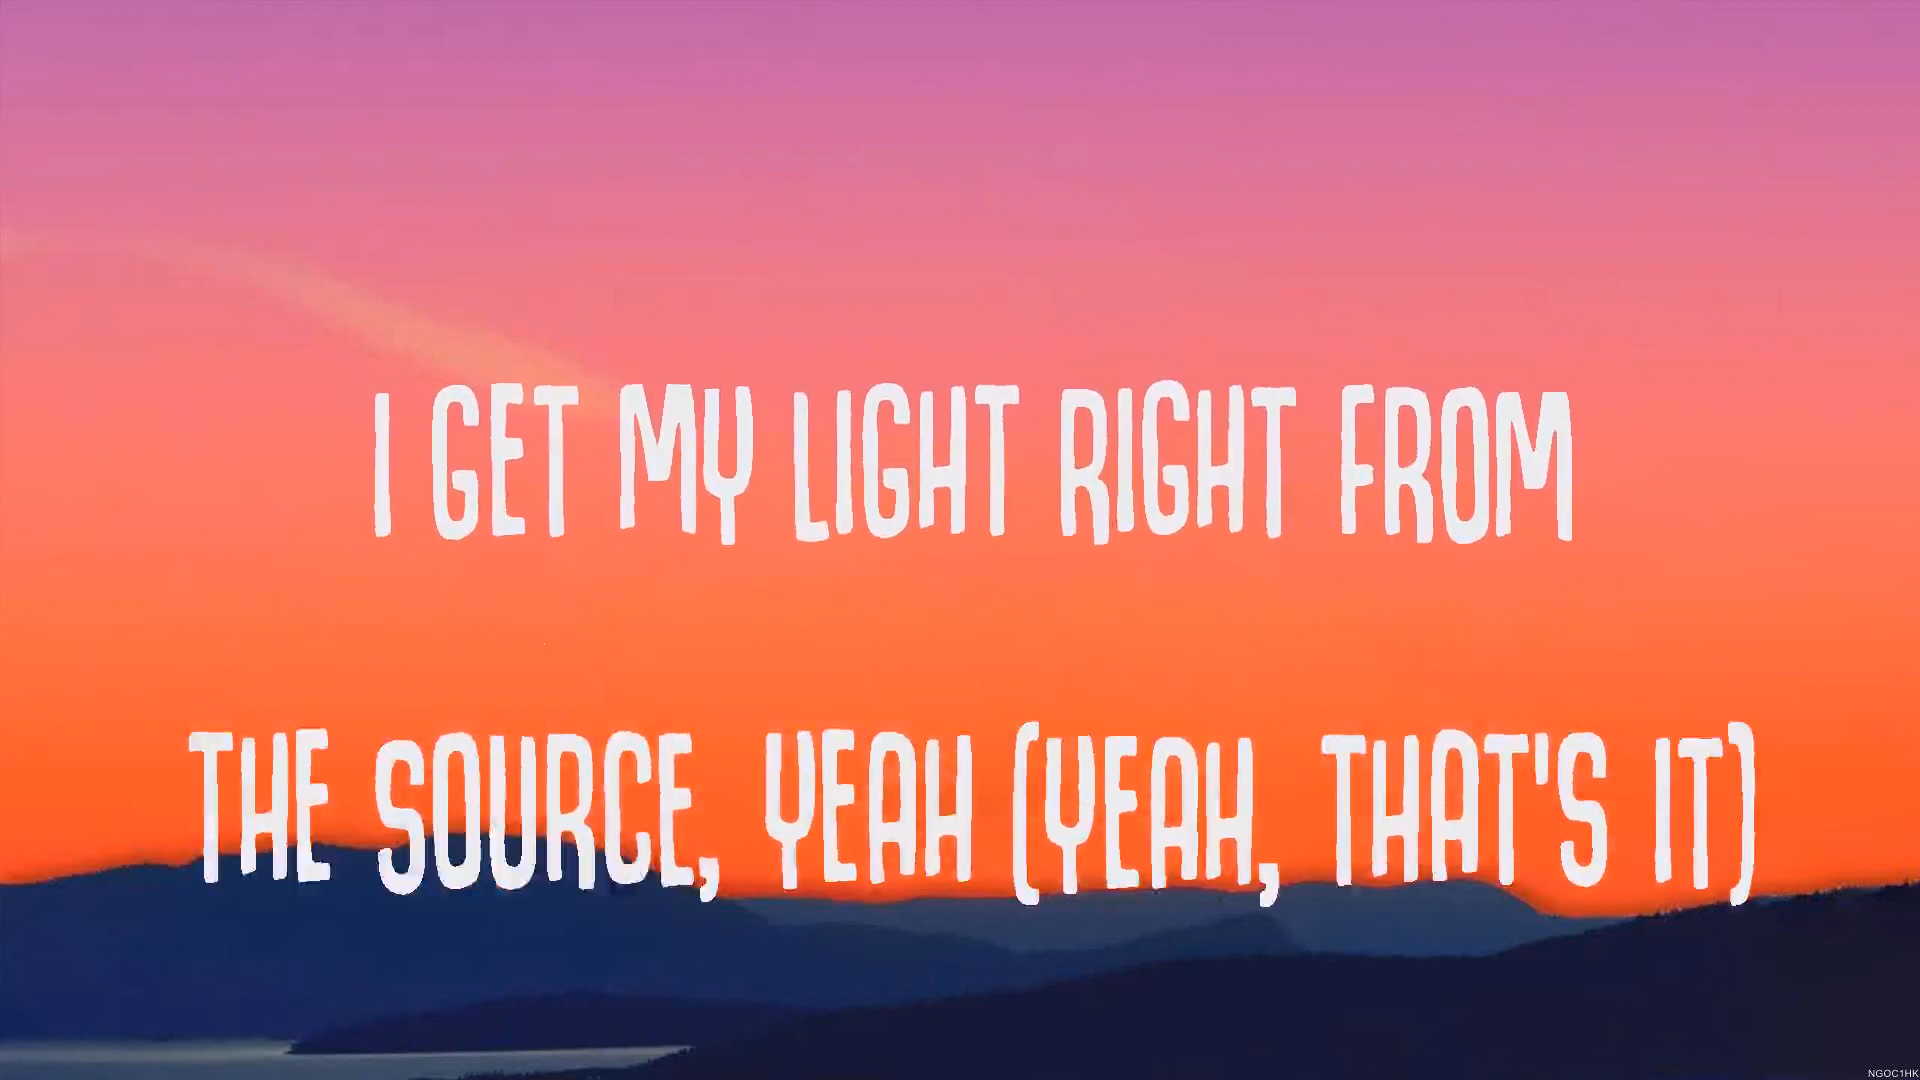 I GET MY LIGHT RIGHT FROM
THE SOURCE, YEAH (YEAH, THAT'S IT)
NGOC1HK